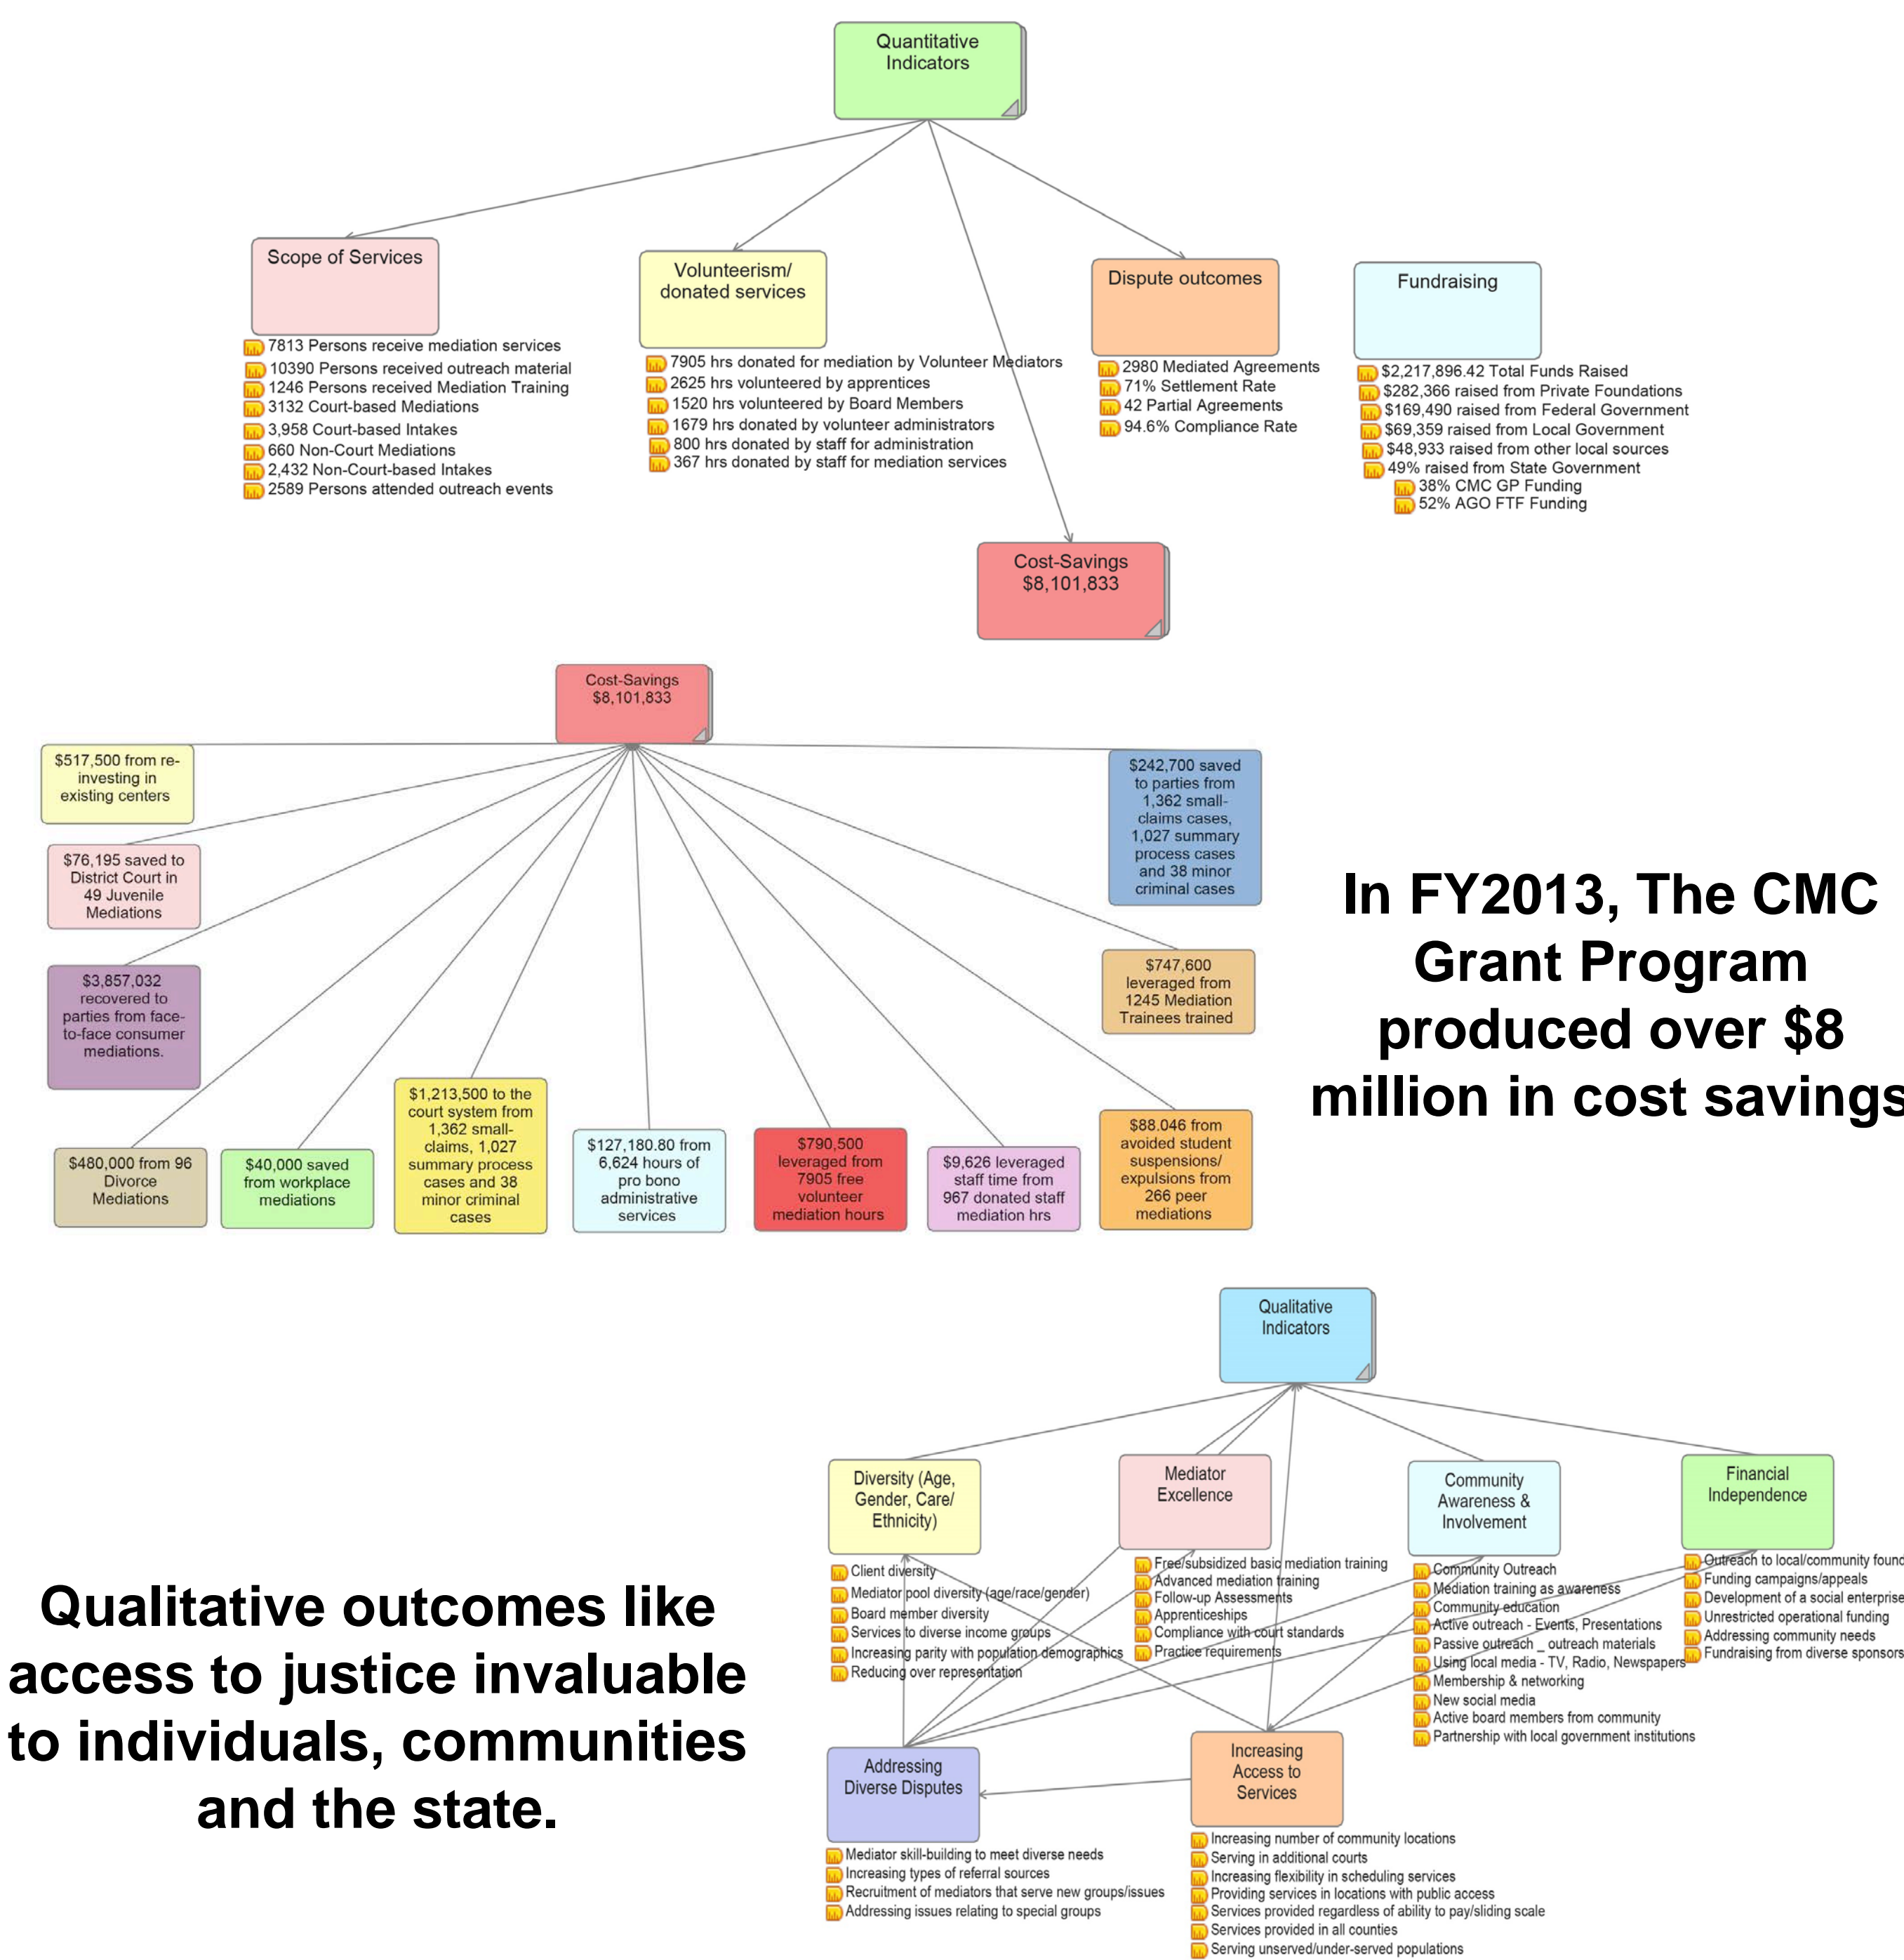 Quantitative
Indicators
Scope of Services
7813 Persons receive mediation services
10390 Persons received outreach material
1246 Persons received Mediation Training
3132 Court-based Mediations
3,958 Court-based Intakes
660 Non-Court Mediations
2,432 Non-Court-based Intakes
2589 Persons attended outreach events
Volunteerism/
donated services
7905 hrs donated for mediation by Volunteer Mediators
2625 hrs volunteered by apprentices
1520 hrs volunteered by Board Members
1679 hrs donated by volunteer administrators
800 hrs donated by staff for administration
367 hrs donated by staff for mediation services
Dispute outcomes
2980 Mediated Agreements
71% Settlement Rate
42 Partial Agreements
94.6% Compliance Rate
Fundraising
$2,217,896.42 Total Funds Raised
$282,366 raised from Private Foundations
$169,490 raised from Federal Government
$69,359 raised from Local Government
$48,933 raised from other local sources
49% raised from State Government
38% CMC GP Funding
52% AGO FTF Funding
Cost-Savings
$8,101,833
Cost-Savings
$8,101,833
$517,500 from re-
investing in
existing centers
$76,195 saved to
District Court in
49 Juvenile
Mediations
$3,857,032
recovered to
parties from face-
to-face consumer
mediations.
$480,000 from 96
Divorce
Mediations
$40,000 saved
from workplace
mediations
$1,213,500 to the
court system from
1,362 small-
claims, 1,027
summary process
cases and 38
minor criminal
cases
$127,180.80 from
6,624 hours of
pro bono
administrative
services
$790,500
leveraged from
7905 free
volunteer
mediation hours
$9,626 leveraged
staff time from
967 donated staff
mediation hrs
$88.046 from
avoided student
suspensions/
expulsions from
266 peer
mediations
$747,600
leveraged from
1245 Mediation
Trainees trained
$242,700 saved
to parties from
1,362 small-
claims cases,
1,027 summary
process cases
and 38 minor
criminal cases
In FY2013, The CMC
Grant Program
produced over $8
million in cost savings
Qualitative outcomes like
access to justice invaluable
to individuals, communities
and the state.
Qualitative
Indicators
Diversity (Age,
Gender, Care/
Ethnicity)
Client diversity
Mediator pool diversity (age/race/gender)
Board member diversity
Services to diverse income groups
Increasing parity with population demographics
Reducing over representation
Mediator
Excellence
Free/subsidized basic mediation training
Advanced mediation training
Follow-up Assessments
Apprenticeships
Compliance with court standards
Practice requirements
Community
Awareness &
Involvement
Community Outreach
Mediation training as awareness
Community education
Active outreach - Events, Presentations
Passive outreach _ outreach materials
Using local media - TV, Radio, Newspapers
Membership & networking
New social media
Active board members from community
Partnership with local government institutions
Financial
Independence
Outreach to local/community found
Funding campaigns/appeals
Development of a social enterprise
Unrestricted operational funding
Addressing community needs
Fundraising from diverse sponsors
Addressing
Diverse Disputes
Mediator skill-building to meet diverse needs
Increasing types of referral sources
Recruitment of mediators that serve new groups/issues
Addressing issues relating to special groups
Increasing
Access to
Services
Increasing number of community locations
Serving in additional courts
Increasing flexibility in scheduling services
Providing services in locations with public access
Services provided regardless of ability to pay/sliding scale
Services provided in all counties
Serving unserved/under-served populations